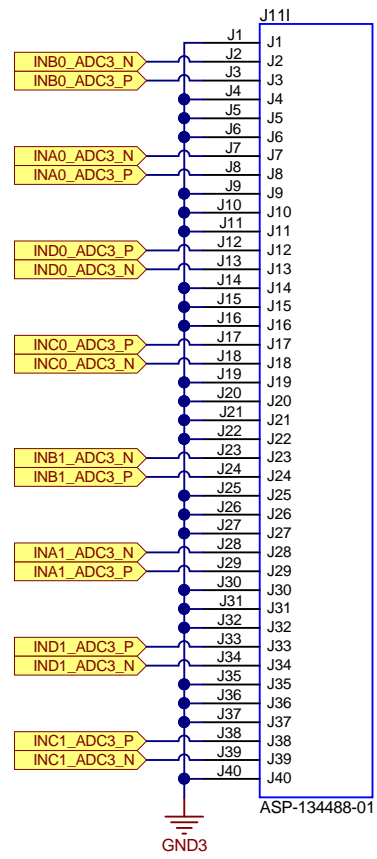 J11I
J1 J1
INB0_ADC3_N J2 J2
INB0_ADC3_P J3 J3
J4 J4
J5 J5
J6 J6
INA0_ADC3_N J7 J7
INA0_ADC3_P J8 J8
J9 J9
J10 J10
J11 J11
IND0_ADC3_P J12 J12
IND0_ADC3_N J13 J13
J14 J14
J15 J15
J16 J16
INC0_ADC3_P J17 J17
INC0_ADC3_N J18 J18
J19 J19
J20 J20
J21 J21
J22 J22
INB1_ADC3_N J23 J23
INB1_ADC3_P J24 J24
J25 J25
J26 J26
J27 J27
INA1_ADC3_N J28 J28
INA1_ADC3_P J29 J29
J30 J30
J31 J31
J32 J32
IND1_ADC3_P J33 J33
IND1_ADC3_N J34 J34
J35 J35
J36 J36
J37 J37
INC1_ADC3_P J38 J38
INC1_ADC3_N J39 J39
J40 J40
ASP-134488-01
GND3